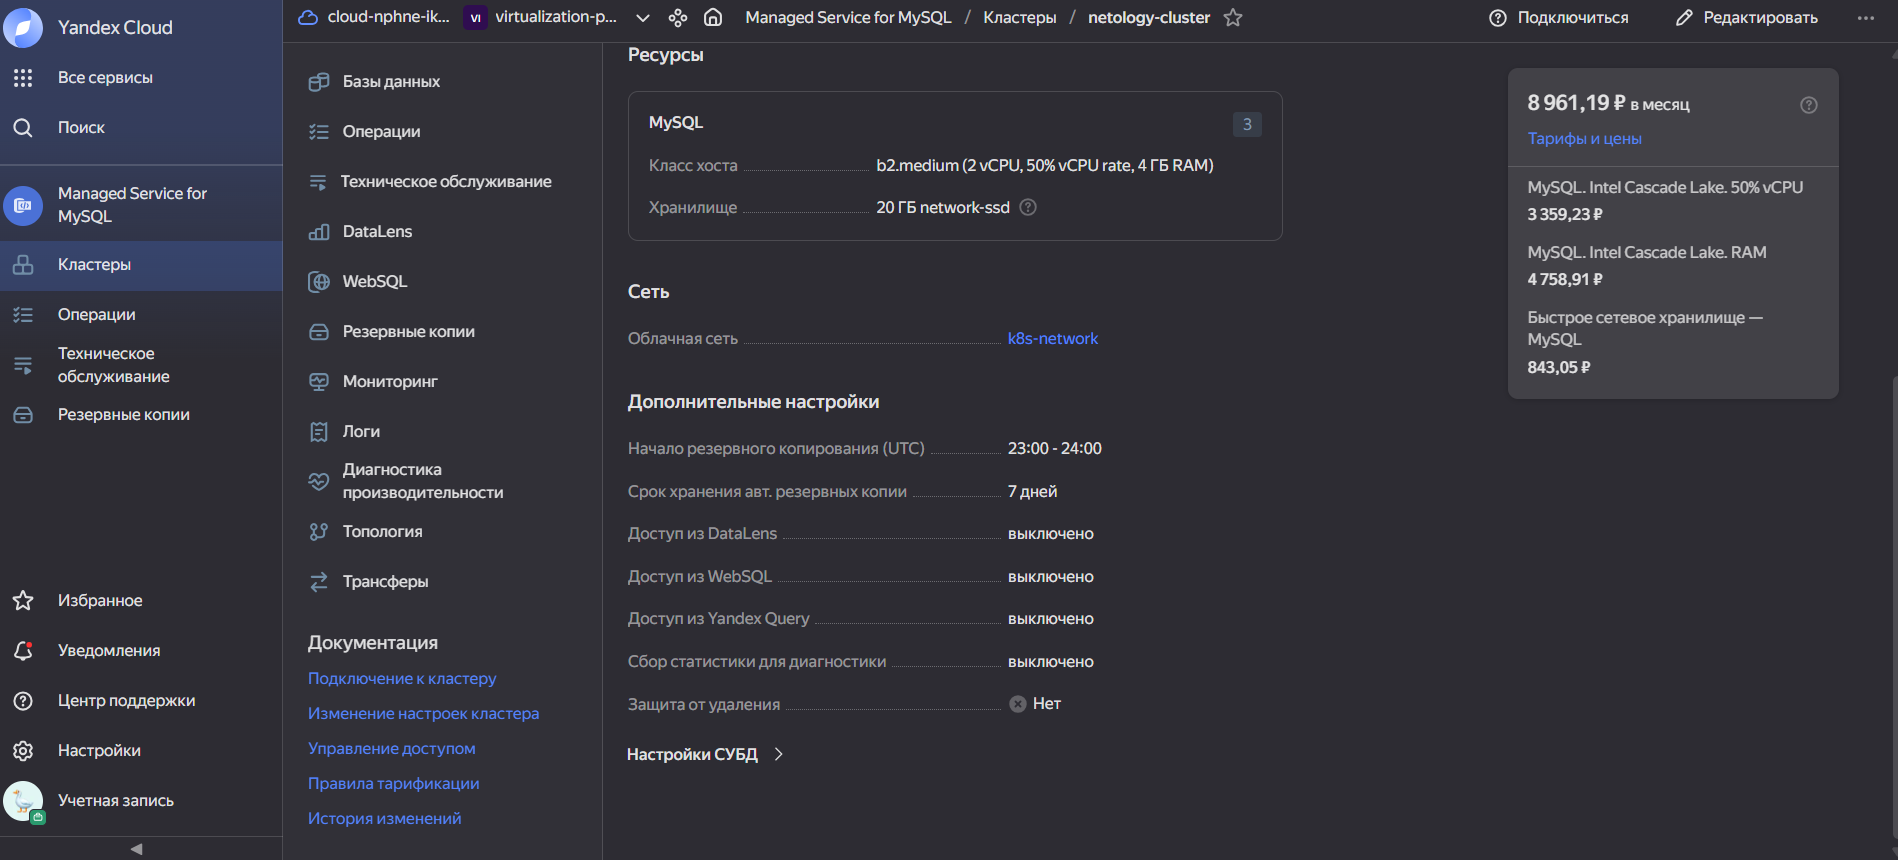 Yandex Cloud
Все сервисы
Поиск
Managed Service for
MySQL
Кластеры
Операции
Техническое
обслуживание
Резервные копии
Избранное
Уведомления
Центр поддержки
Настройки
Учетная запись
cloud-nphne-ik...
VI
virtualization-p...
Managed Service for MySQL / Кластеры / netology-cluster
Подключиться
Редактировать
Базы данных
Операции
Техническое обслуживание
DataLens
WebSQL
Резервные копии
Мониторинг
Логи
Диагностика
производительности
Топология
Трансферы
Документация
Подключение к кластеру
Изменение настроек кластера
Управление доступом
Правила тарификации
История изменений
Ресурсы
MySQL
3
Класс хоста b2.medium (2 vCPU, 50% vCPU rate, 4 ГБ RAM)
Хранилище 20 ГБ network-ssd
Сеть
Облачная сеть k8s-network
Дополнительные настройки
Начало резервного копирования (UTC) 23:00 - 24:00
Срок хранения авт. резервных копии 7 дней
Доступ из DataLens выключено
Доступ из WebSQL выключено
Доступ из Yandex Query выключено
Сбор статистики для диагностики выключено
Защита от удаления Нет
Настройки СУБД
8 961,19 ₽ в месяц
Тарифы и цены
MySQL. Intel Cascade Lake. 50% vCPU
3 359,23 ₽
MySQL. Intel Cascade Lake. RAM
4 758,91 ₽
Быстрое сетевое хранилище —
MySQL
843,05 ₽